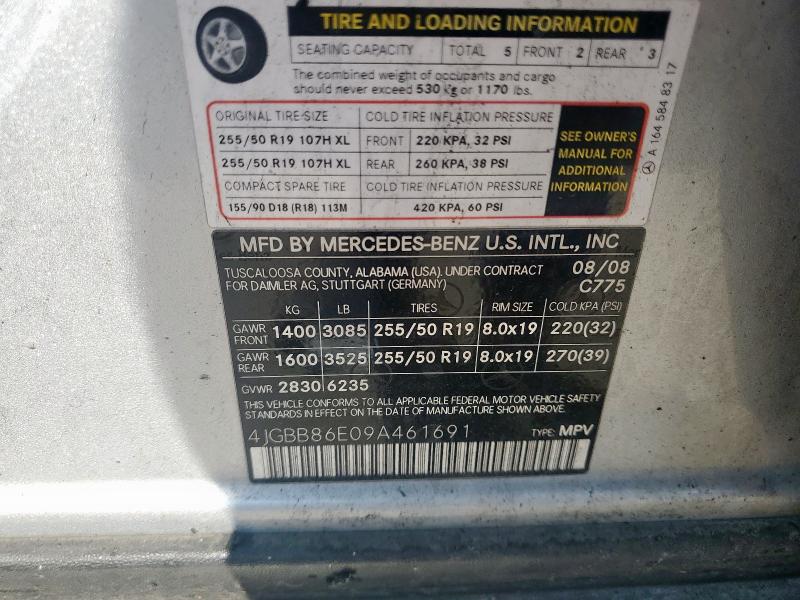 TIRE AND LOADING INFORMATION
SEATING CAPACITY TOTAL 5 FRONT 2 REAR 3
The combined weight of occupants and cargo
should never exceed 530 kg or 1170 lbs.
ORIGINAL TIRE SIZE COLD TIRE INFLATION PRESSURE
255/50 R19 107H XL FRONT 220 KPA, 32 PSI
255/50 R19 107H XL REAR 260 KPA, 38 PSI
COMPACT SPARE TIRE COLD TIRE INFLATION PRESSURE
155/90 D18 (R18) 113M 420 KPA, 60 PSI
SEE OWNER'S
MANUAL FOR
ADDITIONAL
INFORMATION
A 164 584 83 17
MFD BY MERCEDES-BENZ U.S. INTL., INC
TUSCALOOSA COUNTY, ALABAMA (USA). UNDER CONTRACT 08/08
FOR DAIMLER AG, STUTTGART (GERMANY) C775
KG LB TIRES RIM SIZE COLD KPA (PSI)
GAWR FRONT 1400 3085 255/50 R19 8.0x19 220(32)
GAWR REAR 1600 3525 255/50 R19 8.0x19 270(39)
GVWR 2830 6235
THIS VEHICLE CONFORMS TO ALL APPLICABLE FEDERAL MOTOR VEHICLE SAFETY
STANDARDS IN EFFECT ON THE DATE OF MANUFACTURE SHOWN ABOVE.
4JGBB86E09A461691 TYPE: MPV